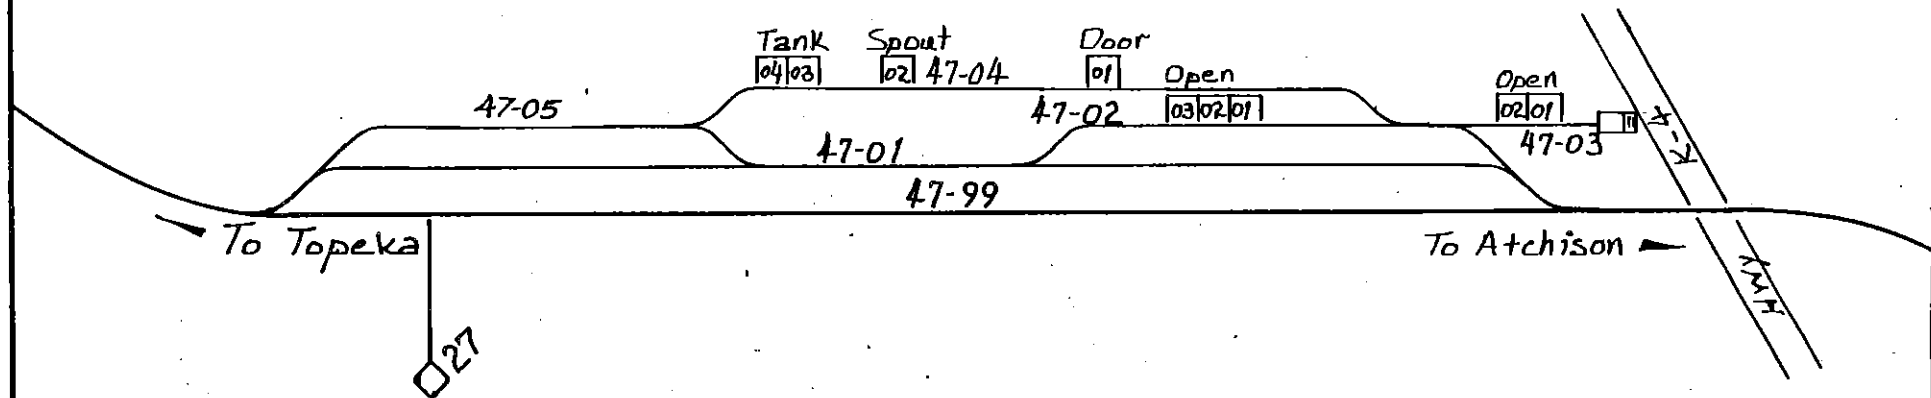 Tank Spout Door
04 03 02 47-04 01 Open Open
47-05 47-02 03 02 01 02 01
47-01 47-03
K-4
47-99
To Topeka To Atchison
HWY
27